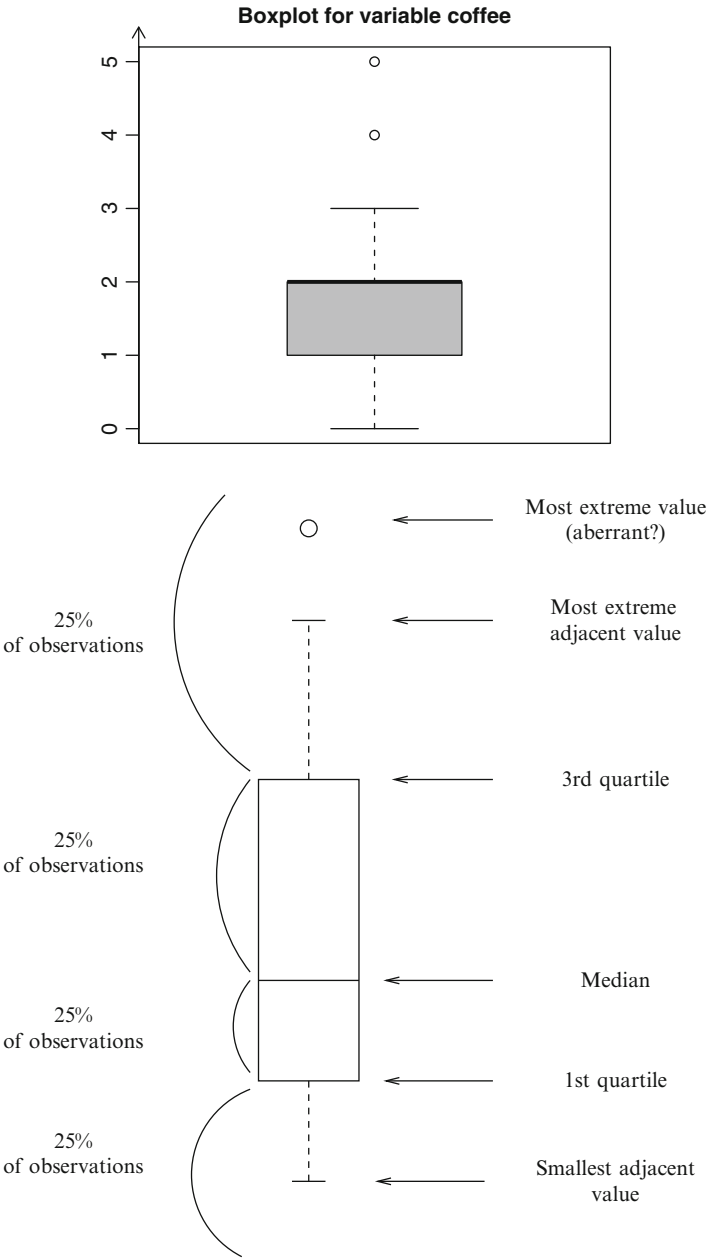 Boxplot for variable coffee
5
4
3
2
1
0
Most extreme value
(aberrant?)
25%
of observations
Most extreme
adjacent value
3rd quartile
25%
of observations
Median
25%
of observations
1st quartile
25%
of observations
Smallest adjacent
value